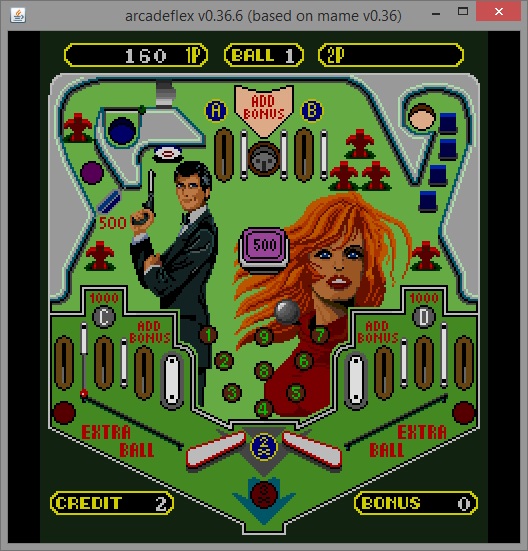 arcadeflex v0.36.6 (based on mame v0.36)
160 1P BALL 1 2P
A ADD BONUS B
500
500
1000 1000
C D
ADD BONUS ADD BONUS
1 9 7
2 8 6
3 4 5
EXTRA BALL EXTRA BALL
CREDIT 2 BONUS 0